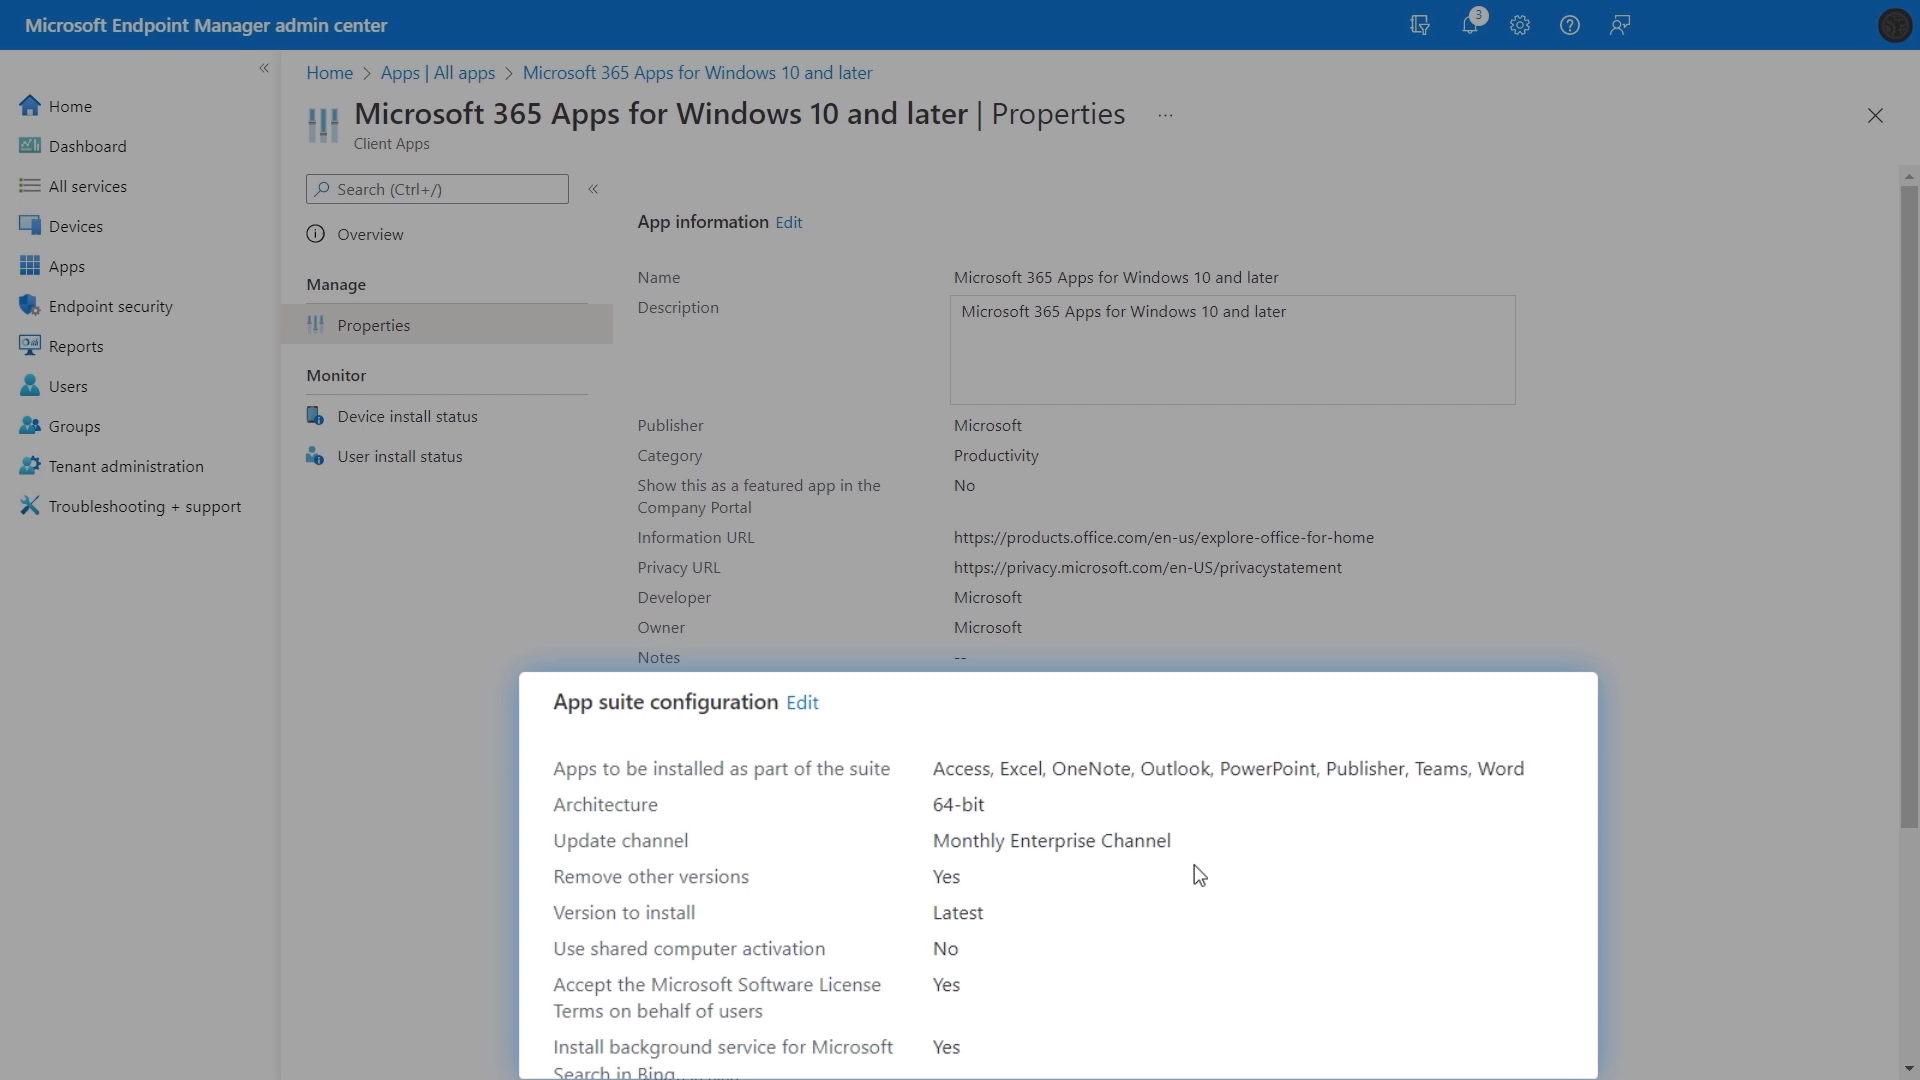 Microsoft Endpoint Manager admin center
3
Home > Apps | All apps > Microsoft 365 Apps for Windows 10 and later
Microsoft 365 Apps for Windows 10 and later | Properties ...
Client Apps
Home
Dashboard
All services
Devices
Apps
Endpoint security
Reports
Users
Groups
Tenant administration
Troubleshooting + support
Search (Ctrl+/)
Overview
Manage
Properties
Monitor
Device install status
User install status
App information Edit
Name Microsoft 365 Apps for Windows 10 and later
Description Microsoft 365 Apps for Windows 10 and later
Publisher Microsoft
Category Productivity
Show this as a featured app in the No
Company Portal
Information URL https://products.office.com/en-us/explore-office-for-home
Privacy URL https://privacy.microsoft.com/en-US/privacystatement
Developer Microsoft
Owner Microsoft
Notes --
App suite configuration Edit
Apps to be installed as part of the suite Access, Excel, OneNote, Outlook, PowerPoint, Publisher, Teams, Word
Architecture 64-bit
Update channel Monthly Enterprise Channel
Remove other versions Yes
Version to install Latest
Use shared computer activation No
Accept the Microsoft Software License Yes
Terms on behalf of users
Install background service for Microsoft Yes
Search in Bing